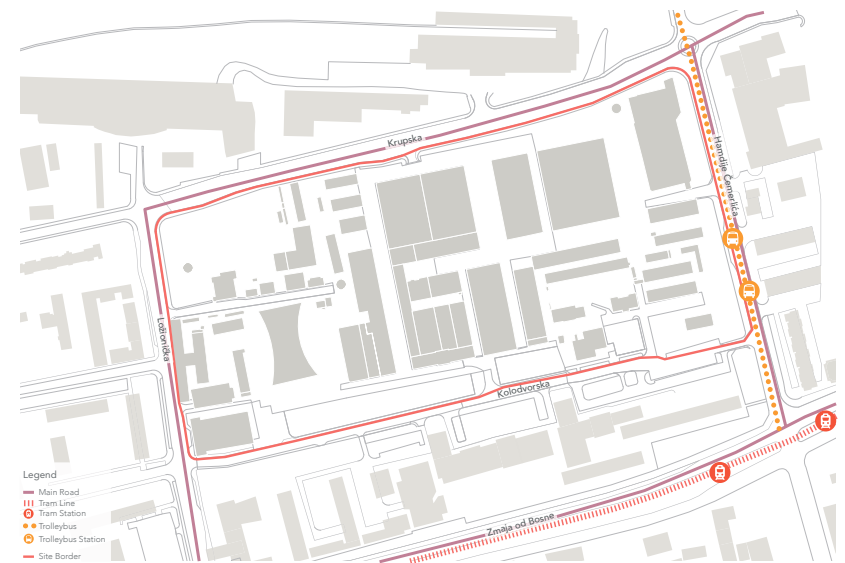 Krupska
Hamdije Čemerlića
Ložionička
Kolodvorska
Zmaja od Bosne
Legend
Main Road
Tram Line
Tram Station
Trolleybus
Trolleybus Station
Site Border